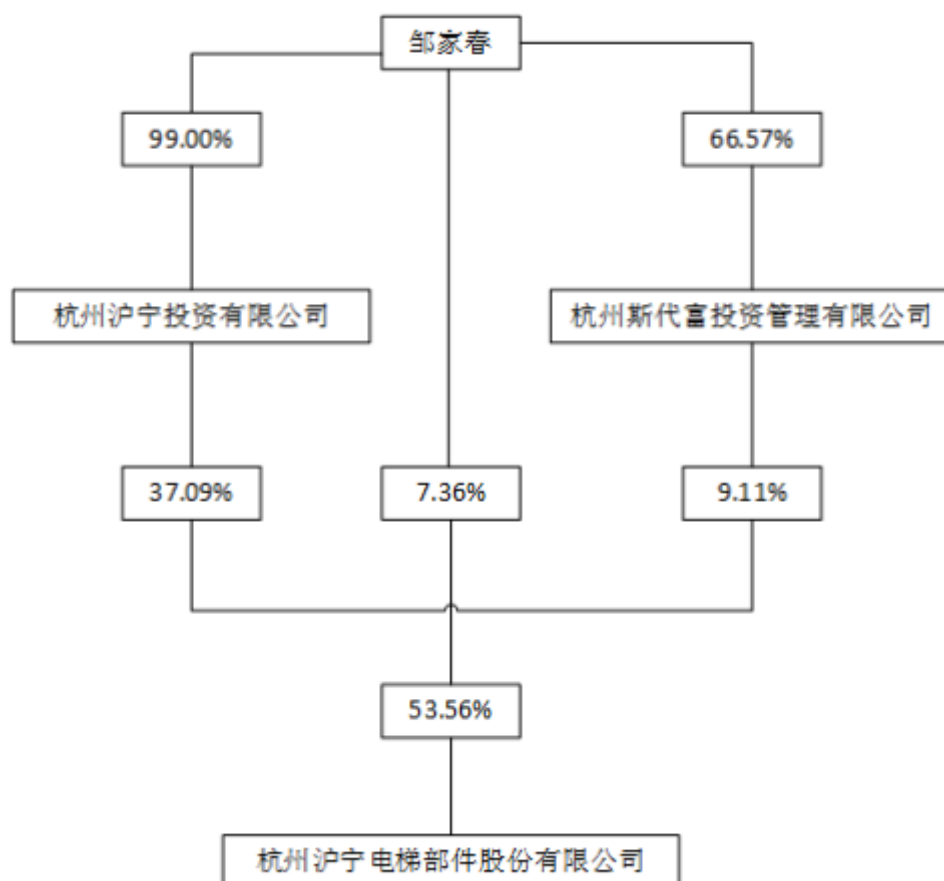 邹家春
99.00%
66.57%
杭州沪宁投资有限公司
杭州斯代富投资管理有限公司
37.09%
7.36%
9.11%
53.56%
杭州沪宁电梯部件股份有限公司